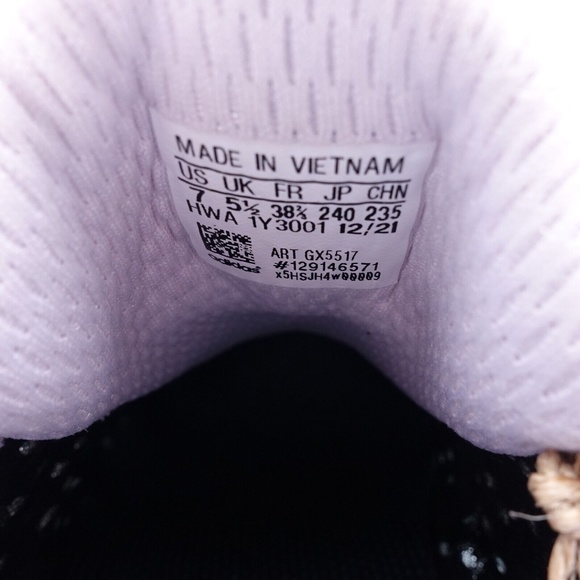 MADE IN VIETNAM
US UK FR JP CHN
7 5½ 38⅔ 240 235
HWA 1Y3001 12/21
ART GX5517
adidas #129146571
x5HSJH4w00009